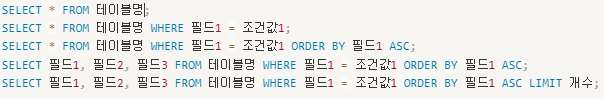 SELECT * FROM 테이블명;
SELECT * FROM 테이블명 WHERE 필드1 = 조건값1;
SELECT * FROM 테이블명 WHERE 필드1 = 조건값1 ORDER BY 필드1 ASC;
SELECT 필드1, 필드2, 필드3 FROM 테이블명 WHERE 필드1 = 조건값1 ORDER BY 필드1 ASC;
SELECT 필드1, 필드2, 필드3 FROM 테이블명 WHERE 필드1 = 조건값1 ORDER BY 필드1 ASC LIMIT 개수;